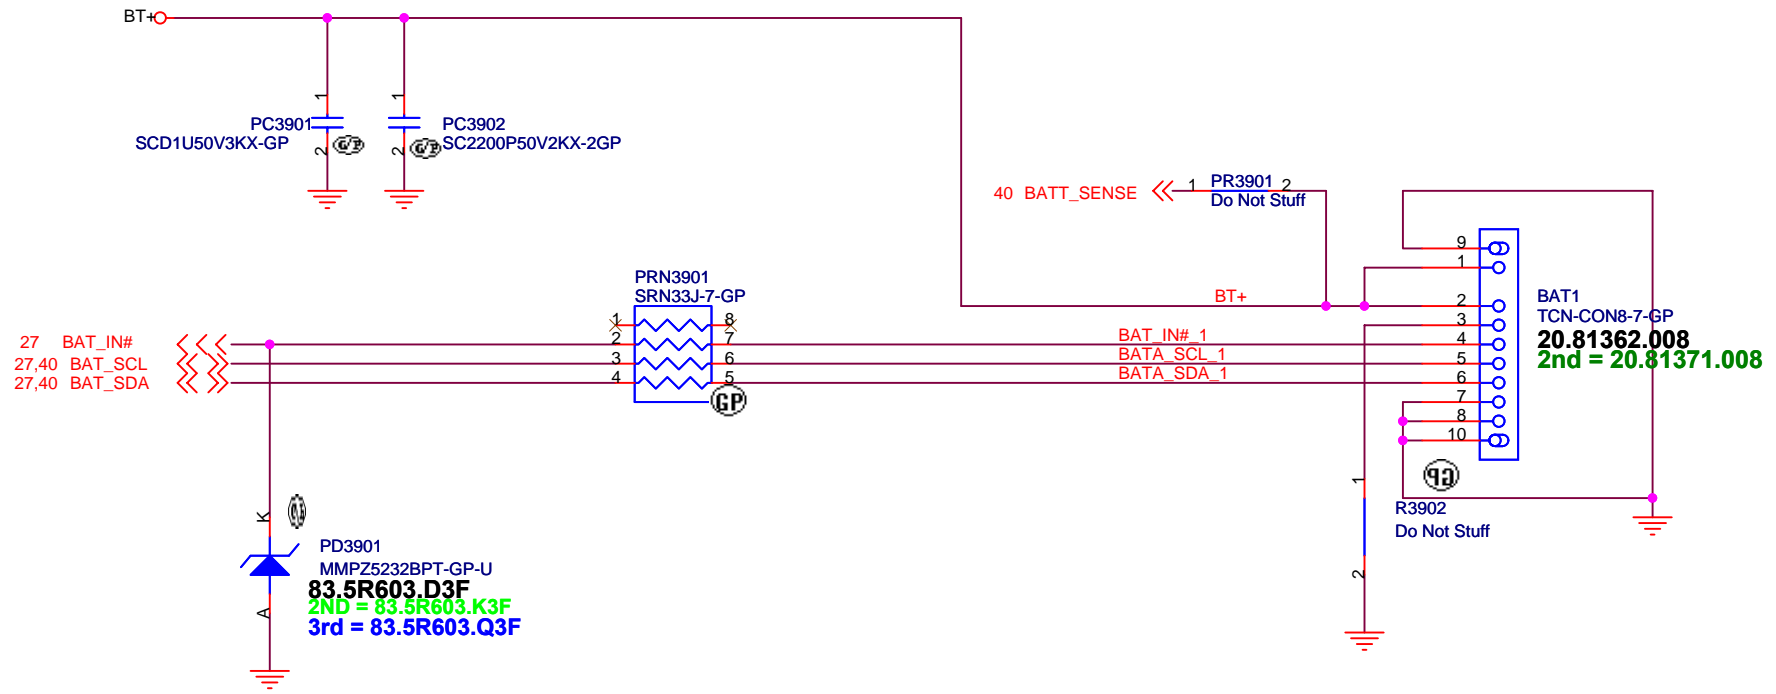 BT+
1
1
PC3901
SCD1U50V3KX-GP
2
G/P
PC3902
SC2200P50V2KX-2GP
2
G/P
40 BATT_SENSE
1
PR3901
2
Do Not Stuff
PRN3901
SRN33J-7-GP
BT+
27 BAT_IN#
27,40 BAT_SCL
27,40 BAT_SDA
1
2
3
4
8
7
6
5
GP
BAT_IN#_1
BATA_SCL_1
BATA_SDA_1
9
1
2
3
4
5
6
7
8
10
BAT1
TCN-CON8-7-GP
20.81362.008
2nd = 20.81371.008
GP
1
R3902
Do Not Stuff
2
K
PD3901
MMPZ5232BPT-GP-U
83.5R603.D3F
2ND = 83.5R603.K3F
3rd = 83.5R603.Q3F
A